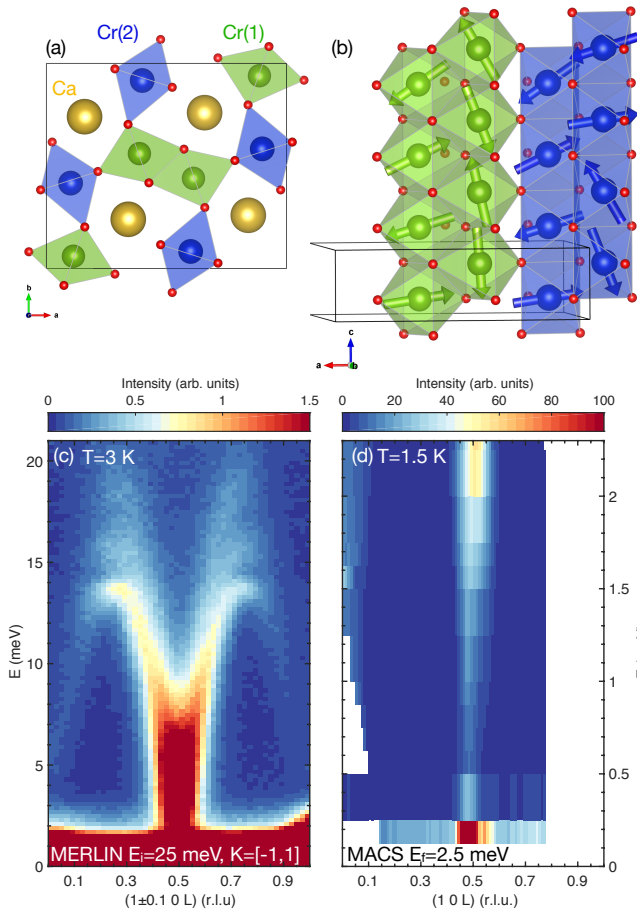 (a)
Cr(2)
Cr(1)
Ca
b
a
(b)
c
a
b
Intensity (arb. units)
0 0.5 1 1.5
(c) T=3 K
E (meV)
20
15
10
5
0
MERLIN Eᵢ=25 meV, K=[-1,1]
0.1 0.3 0.5 0.7 0.9
(1±0.1 0 L) (r.l.u)
Intensity (arb. units)
0 20 40 60 80 100
(d) T=1.5 K
2
1.5
1
0.5
0
MACS E_f=2.5 meV
0.1 0.3 0.5 0.7 0.9
(1 0 L) (r.l.u.)